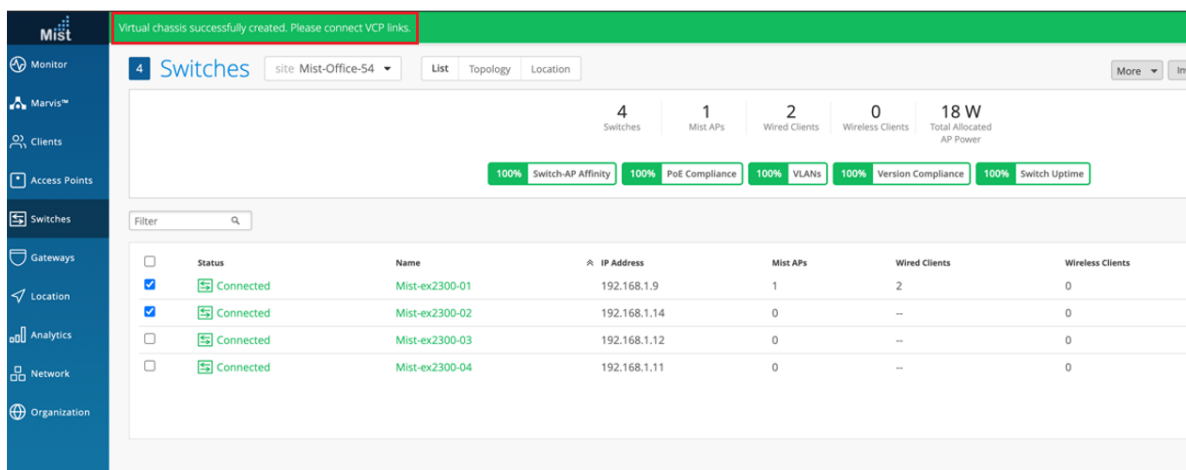 Mist
Virtual chassis successfully created. Please connect VCP links.
Monitor
Marvis™
Clients
Access Points
Switches
Gateways
Location
Analytics
Network
Organization
4 Switches site Mist-Office-54 List Topology Location More
4 1 2 0 18 W
Switches Mist APs Wired Clients Wireless Clients Total Allocated
AP Power
100% Switch-AP Affinity 100% PoE Compliance 100% VLANs 100% Version Compliance 100% Switch Uptime
Filter
Status Name IP Address Mist APs Wired Clients Wireless Clients
Connected Mist-ex2300-01 192.168.1.9 1 2 0
Connected Mist-ex2300-02 192.168.1.14 0 -- 0
Connected Mist-ex2300-03 192.168.1.12 0 -- 0
Connected Mist-ex2300-04 192.168.1.11 0 -- 0